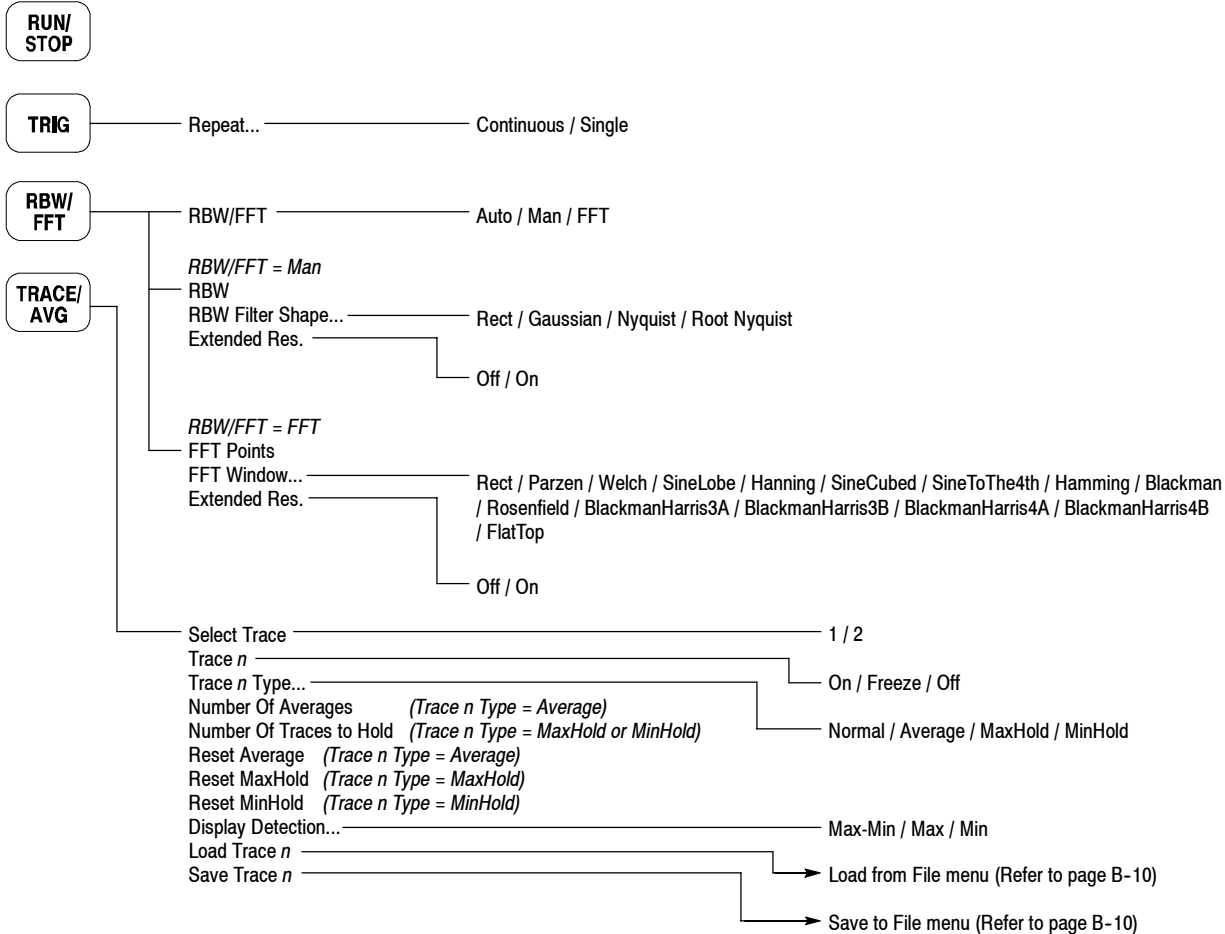 RUN/
STOP
TRIG
Repeat...
Continuous / Single
RBW/
FFT
RBW/FFT
Auto / Man / FFT
RBW/FFT = Man
RBW
RBW Filter Shape...
Rect / Gaussian / Nyquist / Root Nyquist
Extended Res.
Off / On
RBW/FFT = FFT
FFT Points
FFT Window...
Rect / Parzen / Welch / SineLobe / Hanning / SineCubed / SineToThe4th / Hamming / Blackman
/ Rosenfield / BlackmanHarris3A / BlackmanHarris3B / BlackmanHarris4A / BlackmanHarris4B
/ FlatTop
Extended Res.
Off / On
TRACE/
AVG
Select Trace
1 / 2
Trace n
On / Freeze / Off
Trace n Type...
Normal / Average / MaxHold / MinHold
Number Of Averages (Trace n Type = Average)
Number Of Traces to Hold (Trace n Type = MaxHold or MinHold)
Reset Average (Trace n Type = Average)
Reset MaxHold (Trace n Type = MaxHold)
Reset MinHold (Trace n Type = MinHold)
Display Detection...
Max-Min / Max / Min
Load Trace n
Load from File menu (Refer to page B-10)
Save Trace n
Save to File menu (Refer to page B-10)